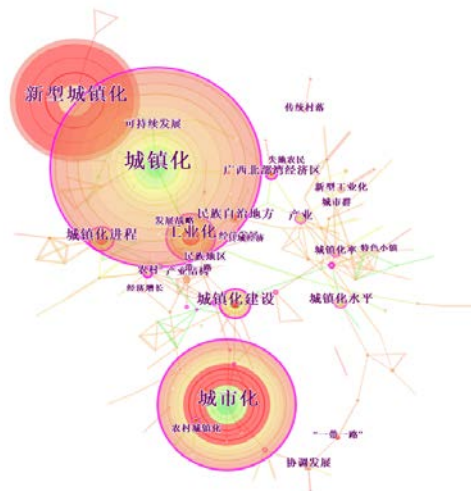 新型城镇化
传统村落
可持续发展
城镇化
失地农民
广西北部湾经济区
新型工业化
城市群
民族自治地方
产业
发展战略
城镇化进程
工业化
城镇化率
特色小镇
民族地区
农村
产业结构
经济增长
城镇化建设
城镇化水平
城市化
农村城镇化
“一带一路”
协调发展